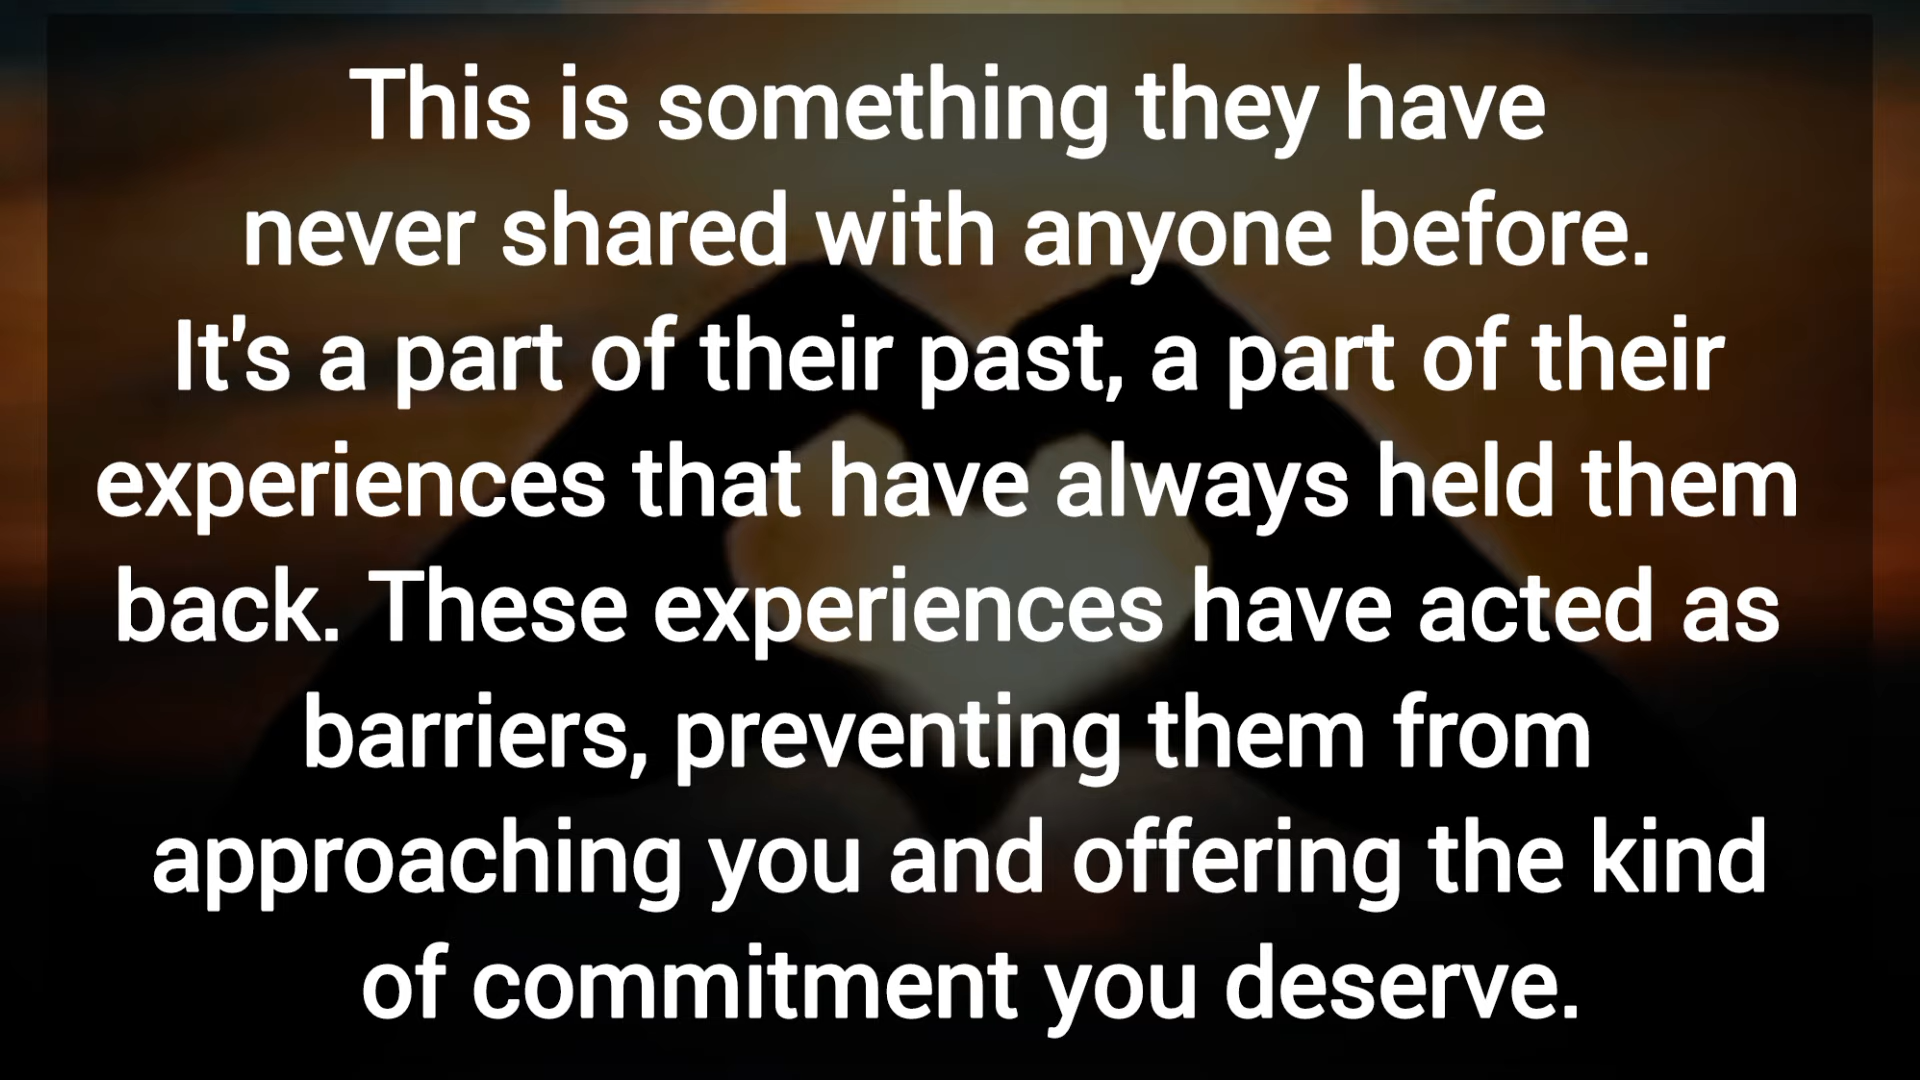 This is something they have
never shared with anyone before.
It's a part of their past, a part of their
experiences that have always held them
back. These experiences have acted as
barriers, preventing them from
approaching you and offering the kind
of commitment you deserve.